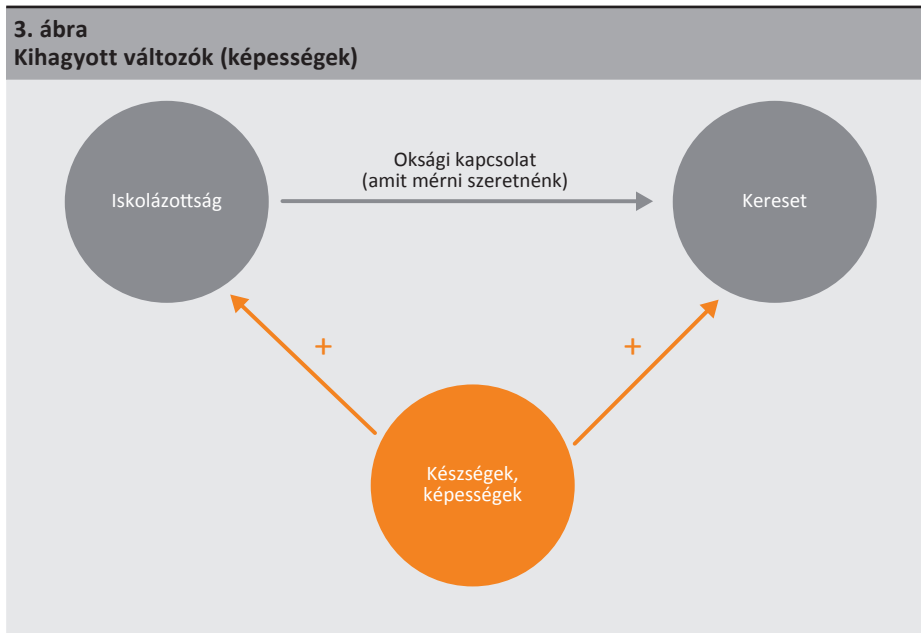 3. ábra
Kihagyott változók (képességek)
Oksági kapcsolat
(amit mérni szeretnénk)
Iskolázottság
Kereset
+
+
Készségek,
képességek